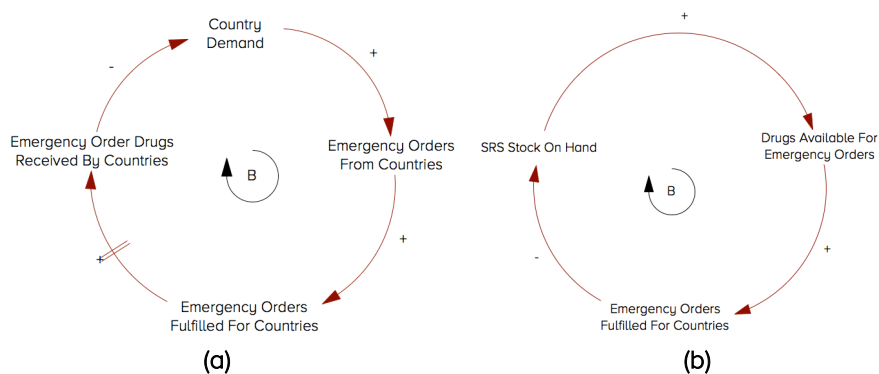 Country
Demand
+
-
Emergency Order Drugs
Received By Countries
Emergency Orders
From Countries
B
+
+
Emergency Orders
Fulfilled For Countries
(a)
+
SRS Stock On Hand
Drugs Available For
Emergency Orders
B
-
+
Emergency Orders
Fulfilled For Countries
(b)